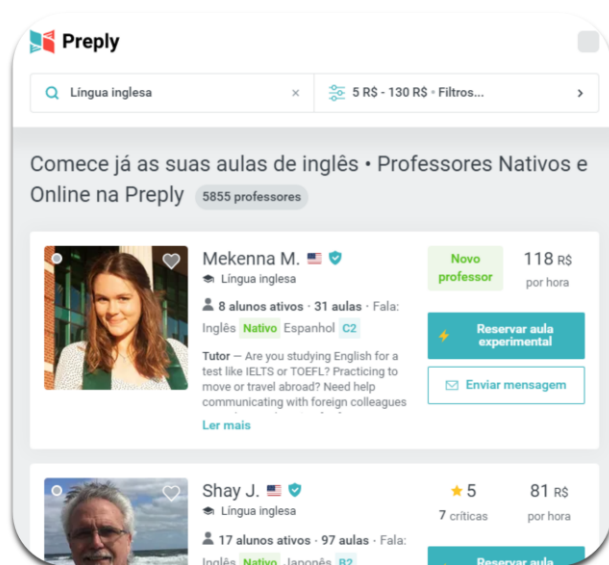 Preply
Língua inglesa ×
5 R$ - 130 R$ • Filtros... ›
Comece já as suas aulas de inglês • Professores Nativos e
Online na Preply 5855 professores
Mekenna M.
Língua inglesa
8 alunos ativos · 31 aulas · Fala:
Inglês Nativo Espanhol C2
Tutor — Are you studying English for a
test like IELTS or TOEFL? Practicing to
move or travel abroad? Need help
communicating with foreign colleagues
Ler mais
Novo
professor
118 R$
por hora
Reservar aula
experimental
Enviar mensagem
Shay J.
Língua inglesa
17 alunos ativos · 97 aulas · Fala:
Inglês Nativo Japonês B2
5
7 críticas
81 R$
por hora
Reservar aula